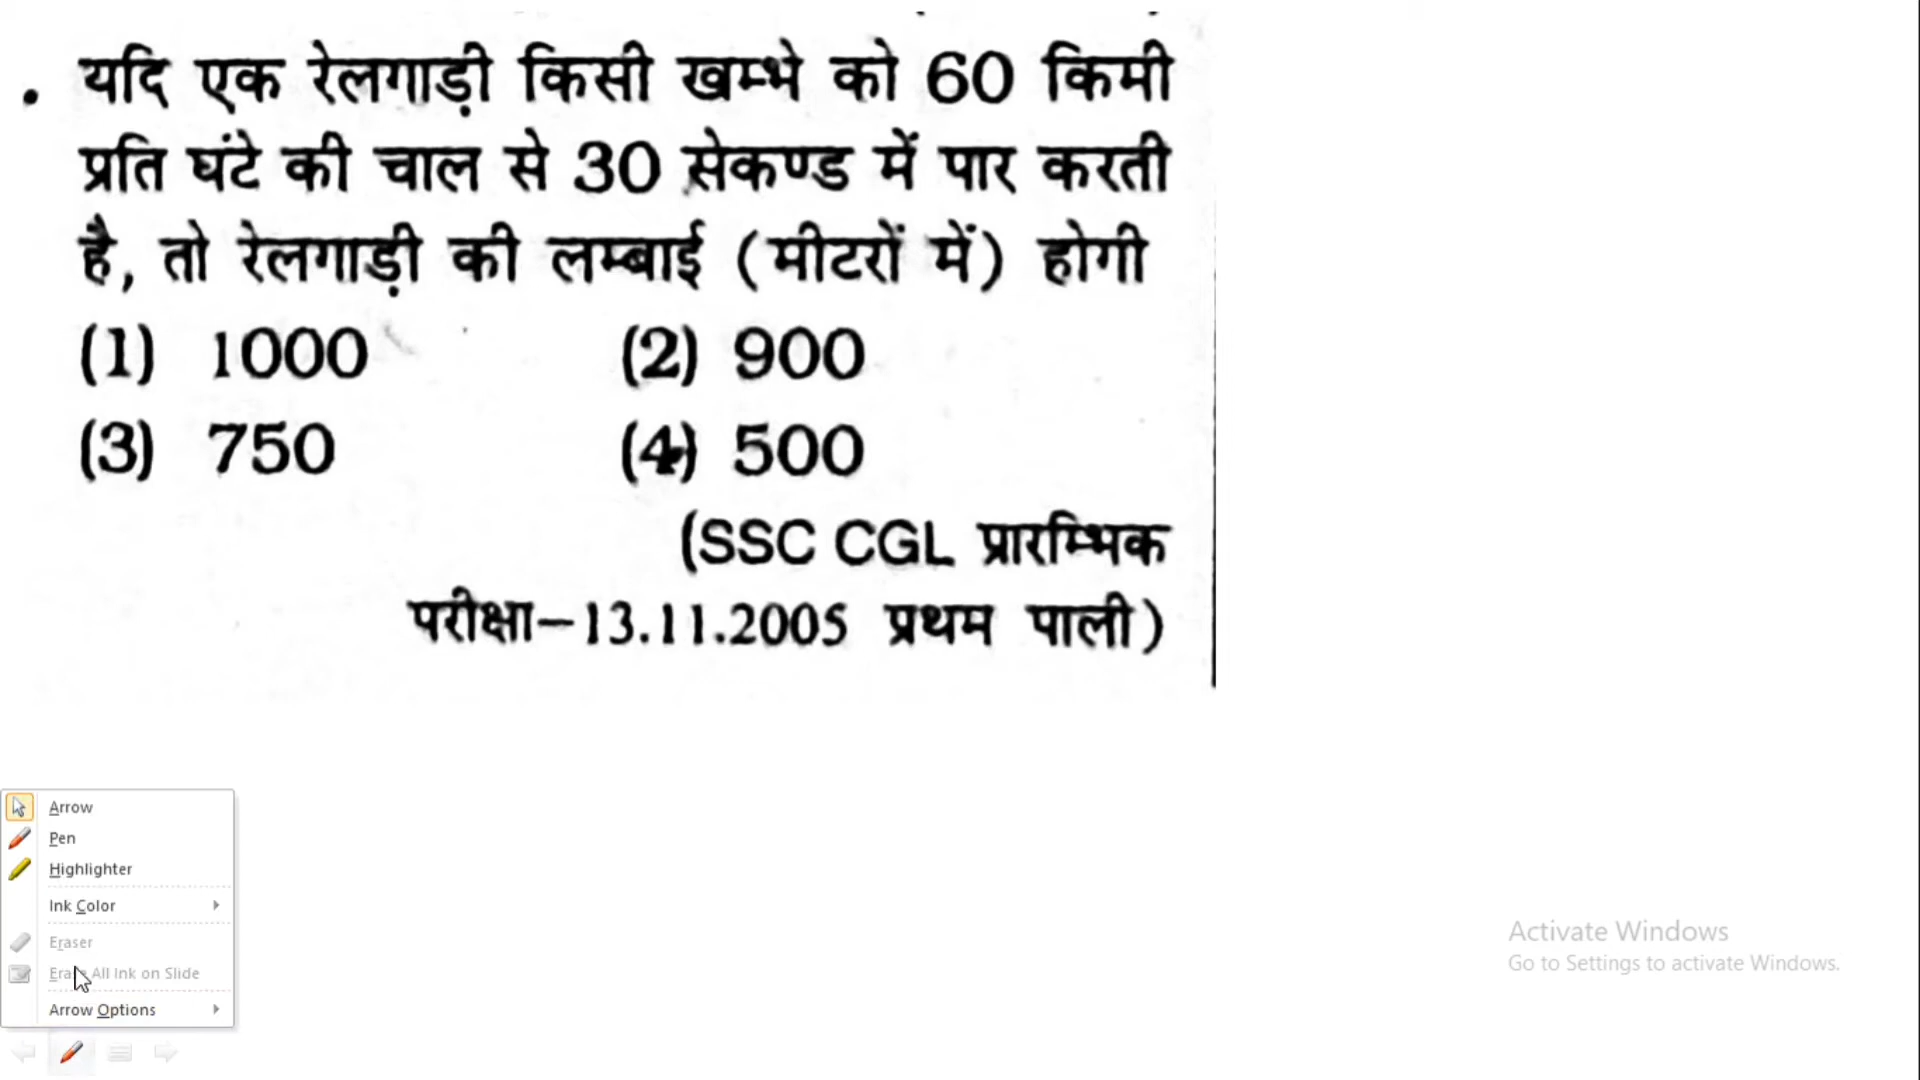 . यदि एक रेलगाड़ी किसी खम्भे को 60 किमी
प्रति घंटे की चाल से 30 सेकण्ड में पार करती
है, तो रेलगाड़ी की लम्बाई (मीटरों में) होगी
(1) 1000 (2) 900
(3) 750 (4) 500
(SSC CGL प्रारम्भिक
परीक्षा–13.11.2005 प्रथम पाली)
Arrow
Pen
Highlighter
Ink Color
Eraser
Erase All Ink on Slide
Arrow Options
Activate Windows
Go to Settings to activate Windows.